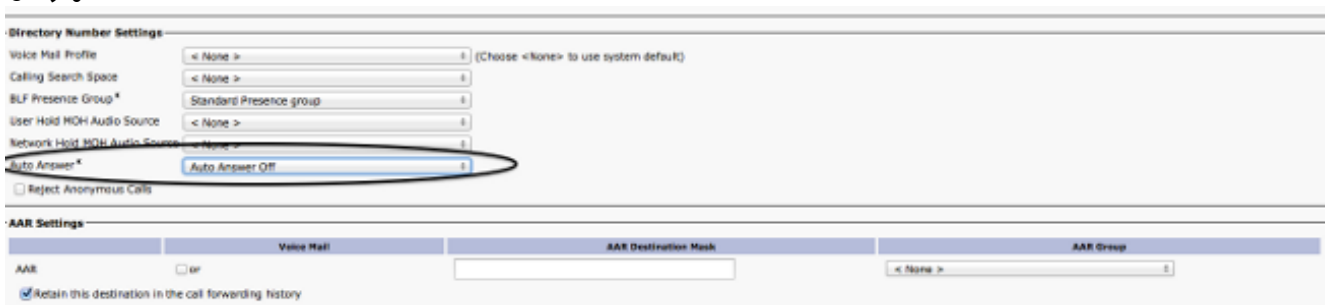 Directory Number Settings
Voice Mail Profile < None > (Choose <None> to use system default)
Calling Search Space < None >
BLF Presence Group* Standard Presence group
User Hold MOH Audio Source < None >
Network Hold MOH Audio Source < None >
Auto Answer* Auto Answer Off
Reject Anonymous Calls
AAR Settings
Voice Mail AAR Destination Mask AAR Group
AAR or < None >
Retain this destination in the call forwarding history